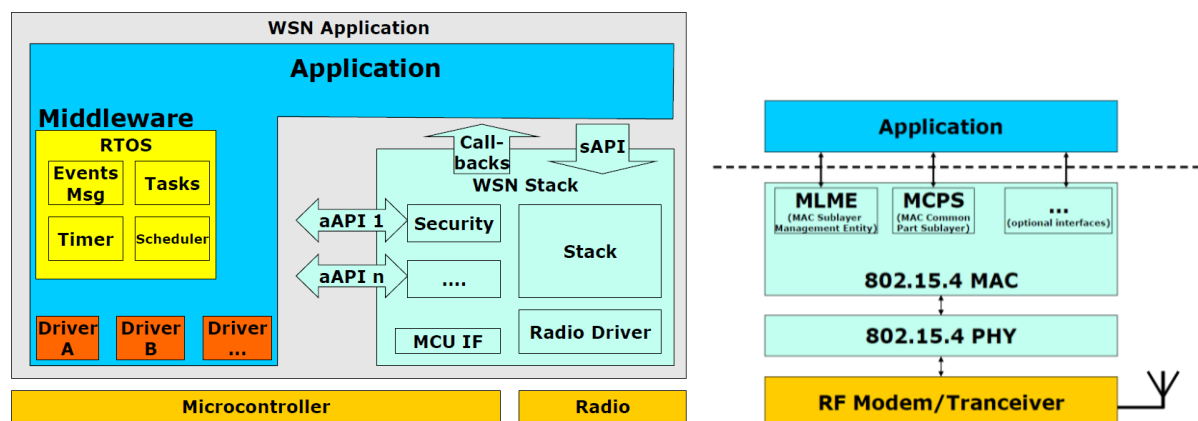 WSN Application
Application
Middleware
RTOS
Events
Msg
Tasks
Timer
Scheduler
Call-
backs
sAPI
WSN Stack
aAPI 1
Security
Stack
aAPI n
....
Driver
A
Driver
B
Driver
...
MCU IF
Radio Driver
Microcontroller
Radio
Application
MLME
(MAC Sublayer
Management Entity)
MCPS
(MAC Common
Part Sublayer)
...
(optional interfaces)
802.15.4 MAC
802.15.4 PHY
RF Modem/Tranceiver